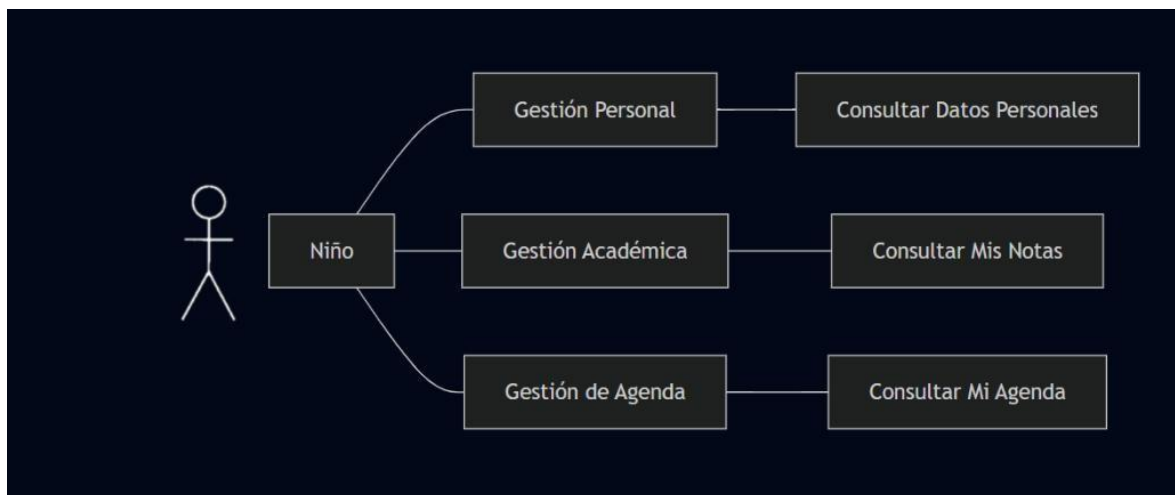 Gestión Personal
Consultar Datos Personales
Niño
Gestión Académica
Consultar Mis Notas
Gestión de Agenda
Consultar Mi Agenda